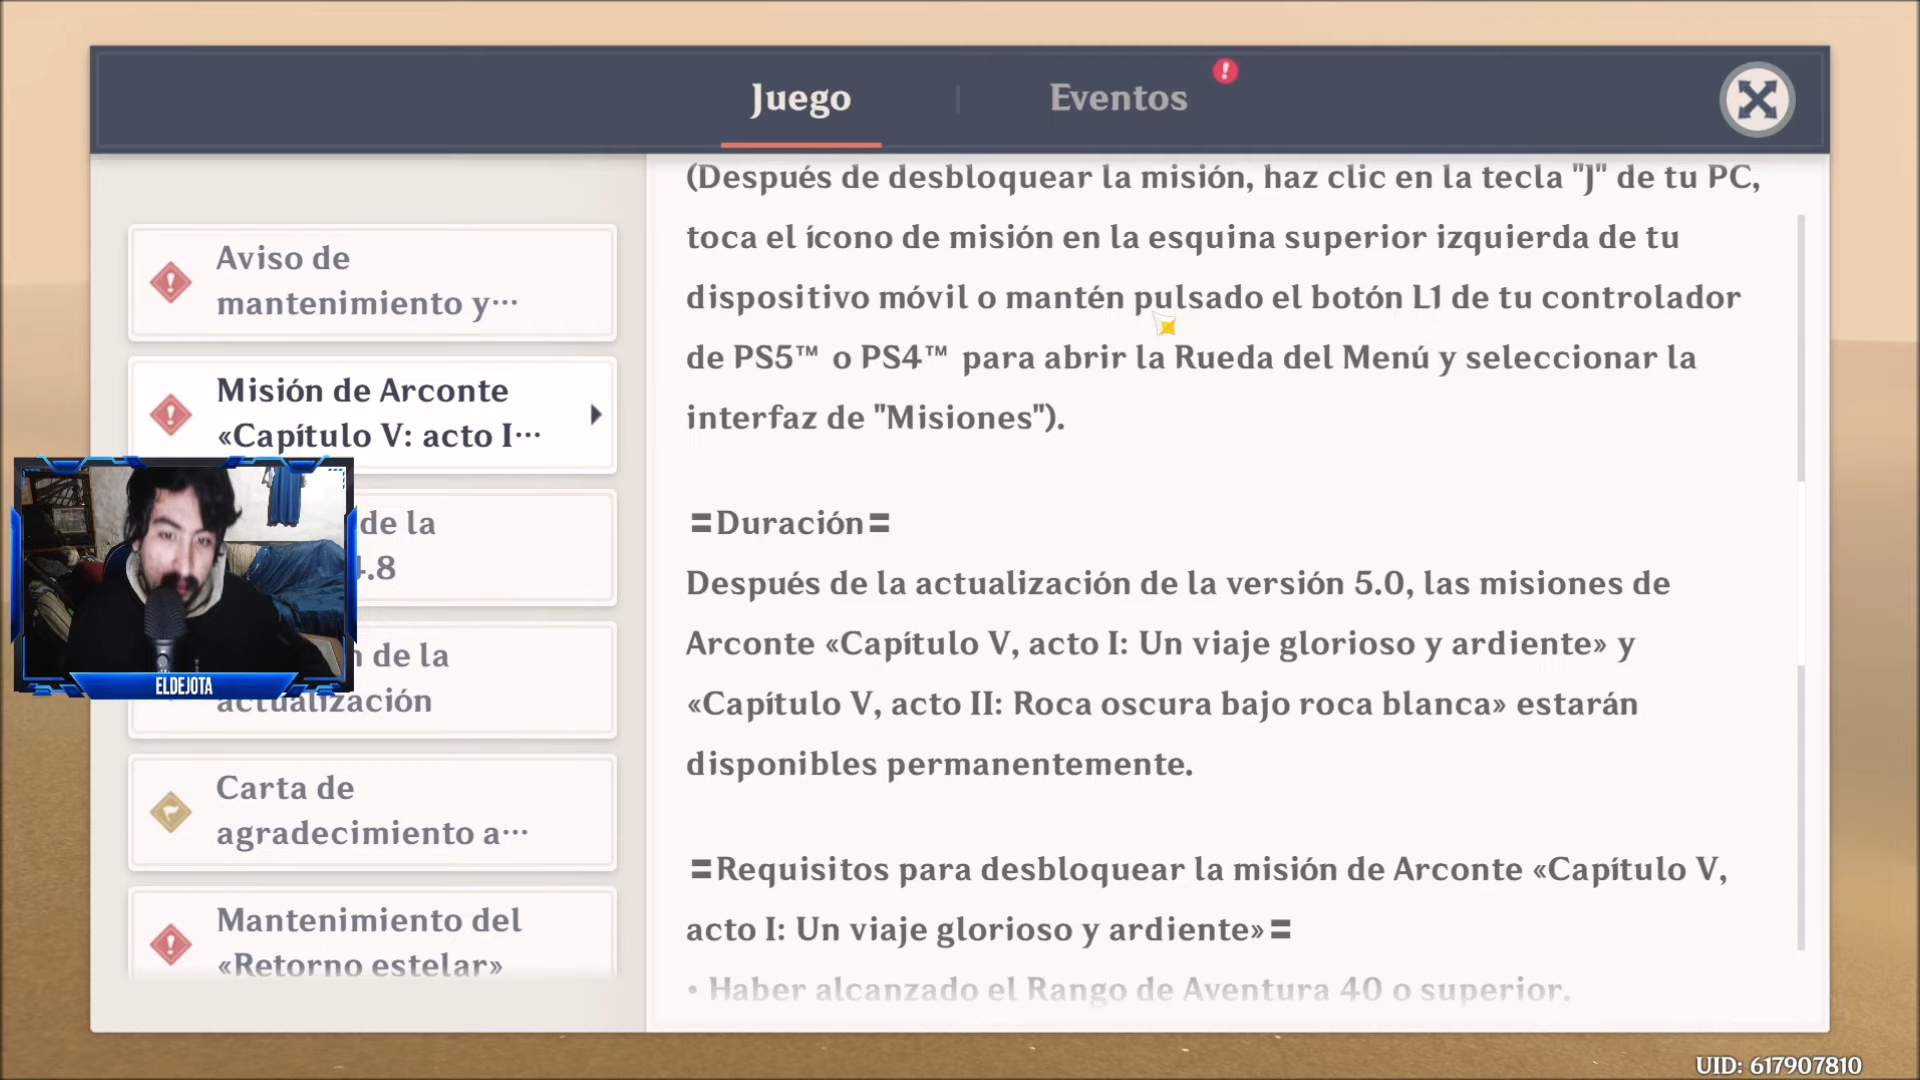 Juego
Eventos
Aviso de
mantenimiento y···
Misión de Arconte
«Capítulo V: acto I···
de la
4.8
de la
actualización
Carta de
agradecimiento a···
Mantenimiento del
«Retorno estelar»
(Después de desbloquear la misión, haz clic en la tecla "J" de tu PC,
toca el ícono de misión en la esquina superior izquierda de tu
dispositivo móvil o mantén pulsado el botón L1 de tu controlador
de PS5™ o PS4™ para abrir la Rueda del Menú y seleccionar la
interfaz de "Misiones").
=Duración=
Después de la actualización de la versión 5.0, las misiones de
Arconte «Capítulo V, acto I: Un viaje glorioso y ardiente» y
«Capítulo V, acto II: Roca oscura bajo roca blanca» estarán
disponibles permanentemente.
=Requisitos para desbloquear la misión de Arconte «Capítulo V,
acto I: Un viaje glorioso y ardiente»=
• Haber alcanzado el Rango de Aventura 40 o superior.
ELDEJOTA
UID: 617907810